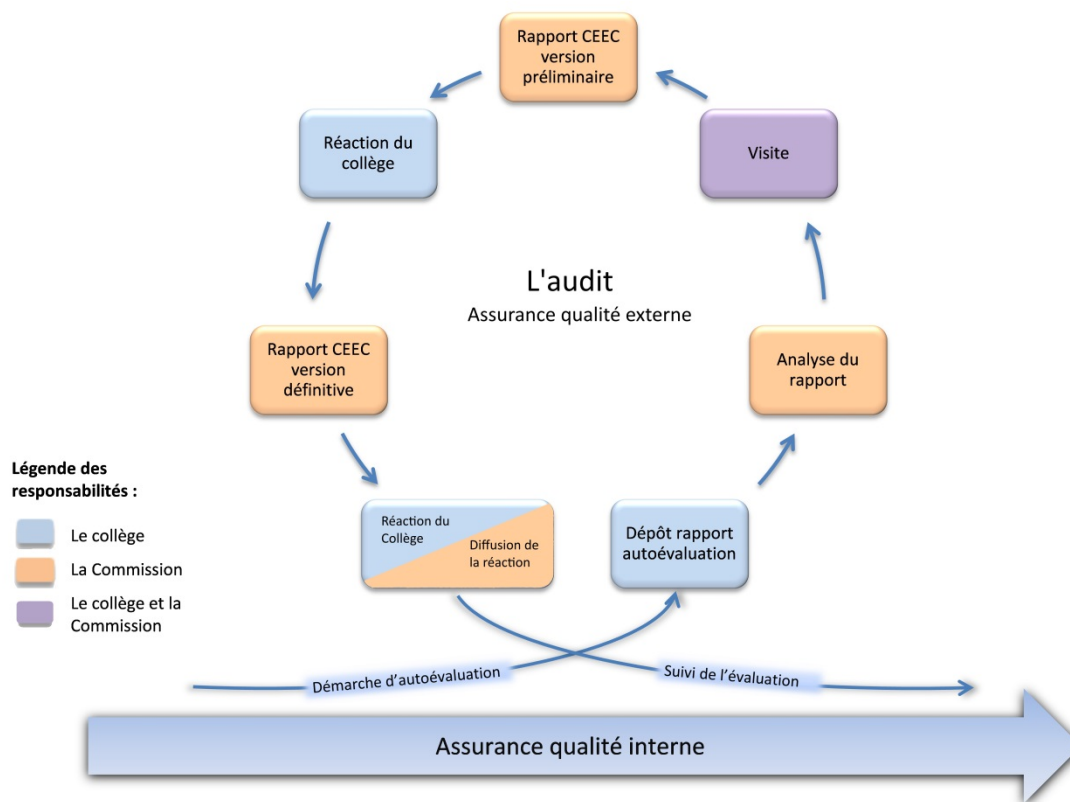 Rapport CEEC
version
préliminaire
Réaction du
collège
Visite
L'audit
Assurance qualité externe
Rapport CEEC
version
définitive
Analyse du
rapport
Légende des
responsabilités :
Le collège
La Commission
Le collège et la
Commission
Réaction du
Collège
Diffusion de
la réaction
Dépôt rapport
autoévaluation
Démarche d'autoévaluation
Suivi de l'évaluation
Assurance qualité interne